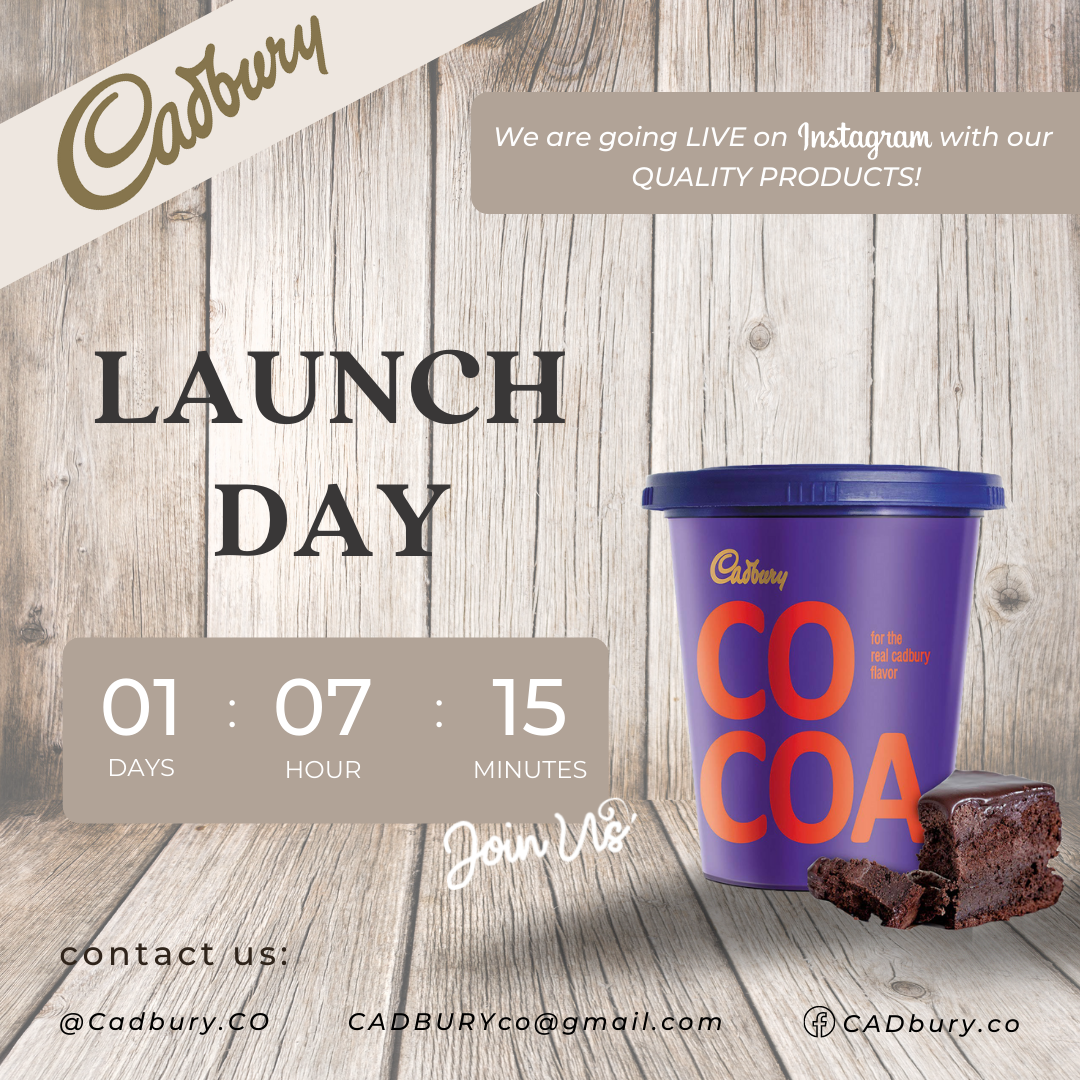 Cadbury
We are going LIVE on Instagram with our
QUALITY PRODUCTS!
LAUNCH
DAY
01 : 07 : 15
DAYS HOUR MINUTES
Join Us
Cadbury
CO
for the
real cadbury
flavor
COA
contact us:
@Cadbury.CO CADBURYco@gmail.com CADbury.co